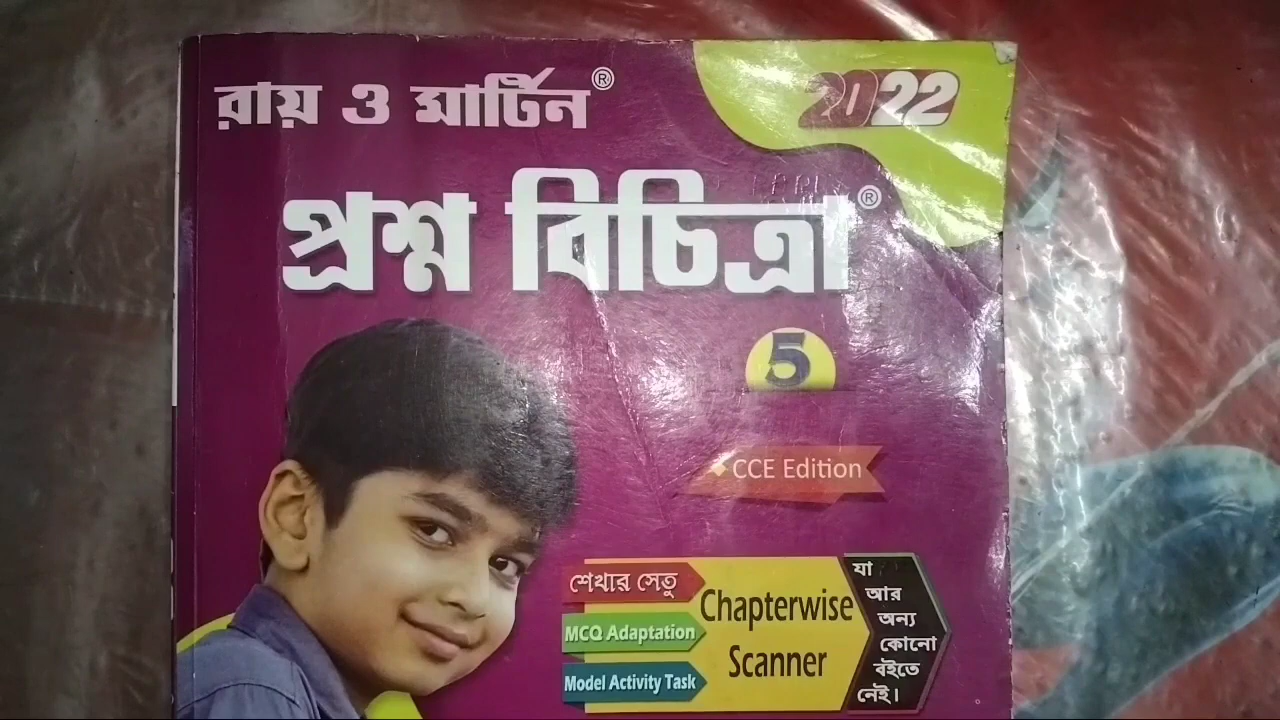 রায় ও মার্টিন®
2022
প্রশ্ন বিচিত্রা®
5
CCE Edition
শেখার সেতু
MCQ Adaptation
Model Activity Task
Chapterwise
Scanner
যা
আর
অন্য
কোনো
বইতে
নেই।